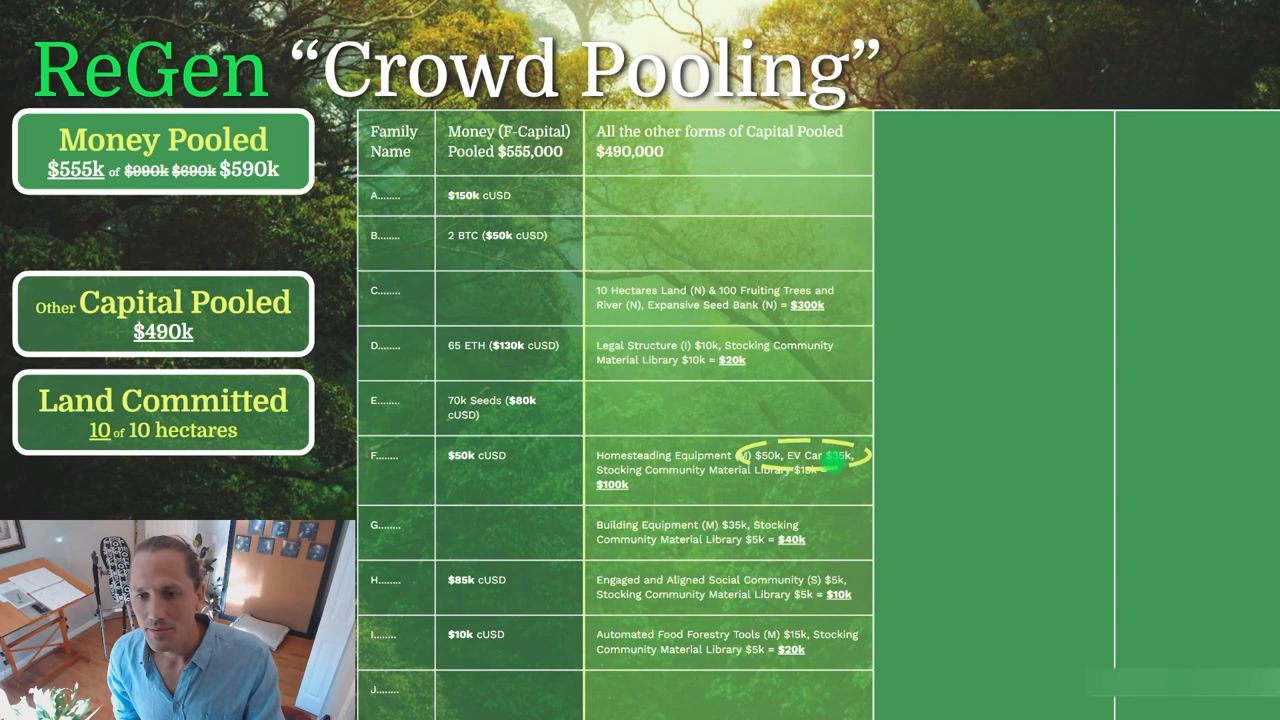 ReGen “Crowd Pooling”
Money Pooled
$555k of $990k $690k $590k
Other Capital Pooled
$490k
Land Committed
10 of 10 hectares
Family
Name
Money (F-Capital)
Pooled $555,000
All the other forms of Capital Pooled
$490,000
A........
$150k cUSD
B........
2 BTC ($50k cUSD)
C........
10 Hectares Land (N) & 100 Fruiting Trees and
River (N), Expansive Seed Bank (N) = $300k
D........
65 ETH ($130k cUSD)
Legal Structure (I) $10k, Stocking Community
Material Library $10k = $20k
E........
70k Seeds ($80k
cUSD)
F........
$50k cUSD
Homesteading Equipment (M) $50k, EV Car $35k,
Stocking Community Material Library $15k =
$100k
G........
Building Equipment (M) $35k, Stocking
Community Material Library $5k = $40k
H........
$85k cUSD
Engaged and Aligned Social Community (S) $5k,
Stocking Community Material Library $5k = $10k
I........
$10k cUSD
Automated Food Forestry Tools (M) $15k, Stocking
Community Material Library $5k = $20k
J........